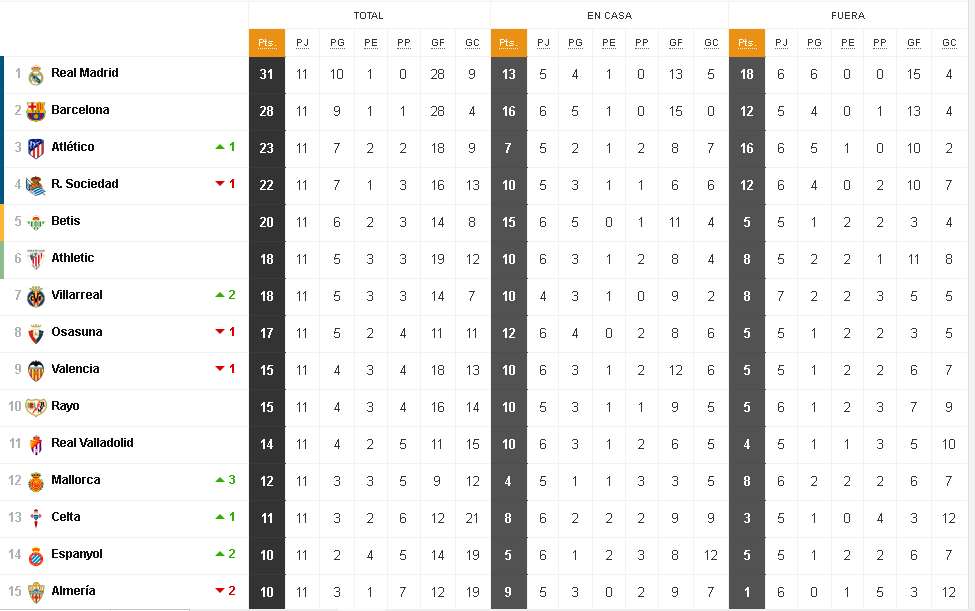 TOTAL EN CASA FUERA
Pts. PJ PG PE PP GF GC Pts. PJ PG PE PP GF GC Pts. PJ PG PE PP GF GC
1 Real Madrid 31 11 10 1 0 28 9 13 5 4 1 0 13 5 18 6 6 0 0 15 4
2 Barcelona 28 11 9 1 1 28 4 16 6 5 1 0 15 0 12 5 4 0 1 13 4
3 Atlético 1 23 11 7 2 2 18 9 7 5 2 1 2 8 7 16 6 5 1 0 10 2
4 R. Sociedad 1 22 11 7 1 3 16 13 10 5 3 1 1 6 6 12 6 4 0 2 10 7
5 Betis 20 11 6 2 3 14 8 15 6 5 0 1 11 4 5 5 1 2 2 3 4
6 Athletic 18 11 5 3 3 19 12 10 6 3 1 2 8 4 8 5 2 2 1 11 8
7 Villarreal 2 18 11 5 3 3 14 7 10 4 3 1 0 9 2 8 7 2 2 3 5 5
8 Osasuna 1 17 11 5 2 4 11 11 12 6 4 0 2 8 6 5 5 1 2 2 3 5
9 Valencia 1 15 11 4 3 4 18 13 10 6 3 1 2 12 6 5 5 1 2 2 6 7
10 Rayo 15 11 4 3 4 16 14 10 5 3 1 1 9 5 5 6 1 2 3 7 9
11 Real Valladolid 14 11 4 2 5 11 15 10 6 3 1 2 6 5 4 5 1 1 3 5 10
12 Mallorca 3 12 11 3 3 5 9 12 4 5 1 1 3 3 5 8 6 2 2 2 6 7
13 Celta 1 11 11 3 2 6 12 21 8 6 2 2 2 9 9 3 5 1 0 4 3 12
14 Espanyol 2 10 11 2 4 5 14 19 5 6 1 2 3 8 12 5 5 1 2 2 6 7
15 Almería 2 10 11 3 1 7 12 19 9 5 3 0 2 9 7 1 6 0 1 5 3 12